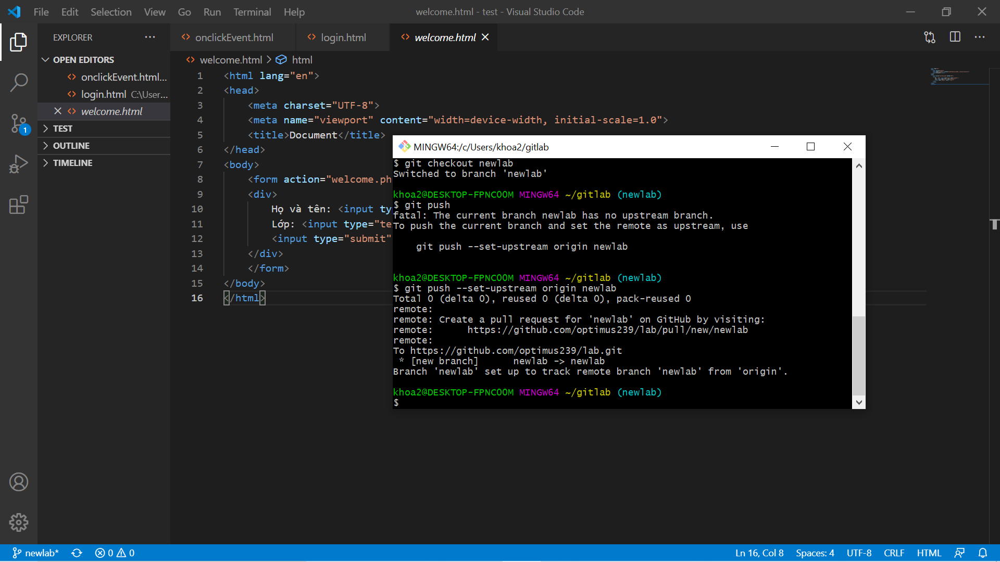 File Edit Selection View Go Run Terminal Help
welcome.html - test - Visual Studio Code
EXPLORER
OPEN EDITORS
onclickEvent.html...
login.html C:\User...
welcome.html
1
TEST
OUTLINE
TIMELINE
onclickEvent.html login.html welcome.html
welcome.html > html
1 <html lang="en">
2 <head>
3 <meta charset="UTF-8">
4 <meta name="viewport" content="width=device-width, initial-scale=1.0">
5 <title>Document</title>
6 </head>
7 <body>
8 <form action="welcome.ph
9 <div>
10 Họ và tên: <input ty
11 Lớp: <input type="te
12 <input type="submit"
13 </div>
14 </form>
15 </body>
16 </html>
MINGW64:/c/Users/khoa2/gitlab
$ git checkout newlab
Switched to branch 'newlab'
khoa2@DESKTOP-FPNCOOM MINGW64 ~/gitlab (newlab)
$ git push
fatal: The current branch newlab has no upstream branch.
To push the current branch and set the remote as upstream, use
git push --set-upstream origin newlab
khoa2@DESKTOP-FPNCOOM MINGW64 ~/gitlab (newlab)
$ git push --set-upstream origin newlab
Total 0 (delta 0), reused 0 (delta 0), pack-reused 0
remote:
remote: Create a pull request for 'newlab' on GitHub by visiting:
remote: https://github.com/optimus239/lab/pull/new/newlab
remote:
To https://github.com/optimus239/lab.git
* [new branch] newlab -> newlab
Branch 'newlab' set up to track remote branch 'newlab' from 'origin'.
khoa2@DESKTOP-FPNCOOM MINGW64 ~/gitlab (newlab)
$
newlab* 0 0
Ln 16, Col 8 Spaces: 4 UTF-8 CRLF HTML